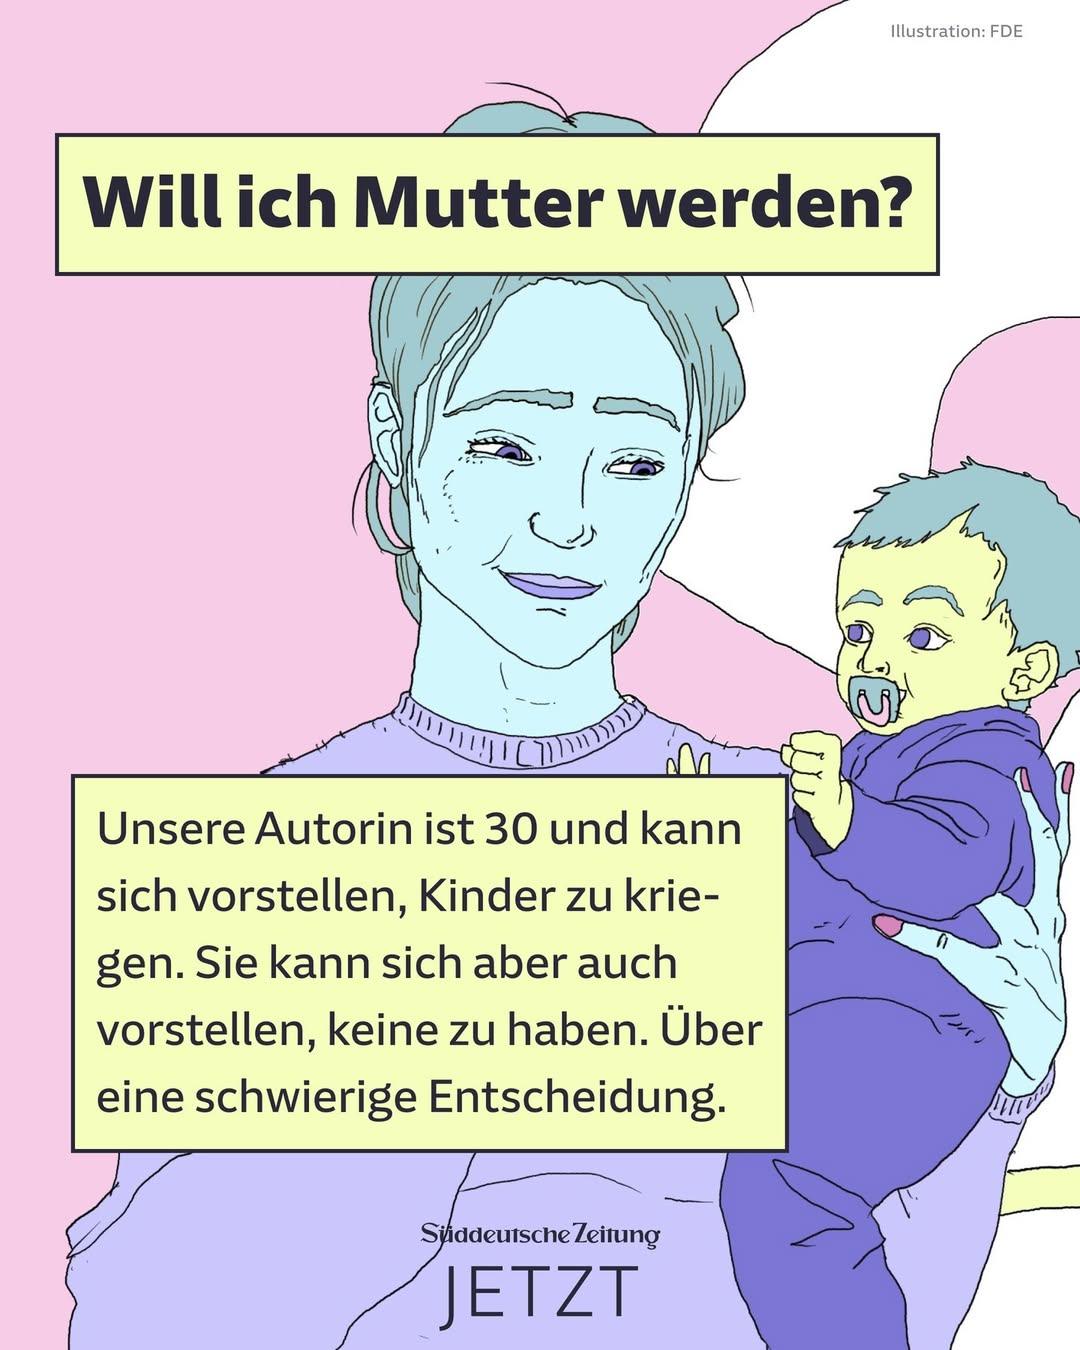 Illustration: FDE
Will ich Mutter werden?
Unsere Autorin ist 30 und kann
sich vorstellen, Kinder zu krie-
gen. Sie kann sich aber auch
vorstellen, keine zu haben. Über
eine schwierige Entscheidung.
Süddeutsche Zeitung
JETZT